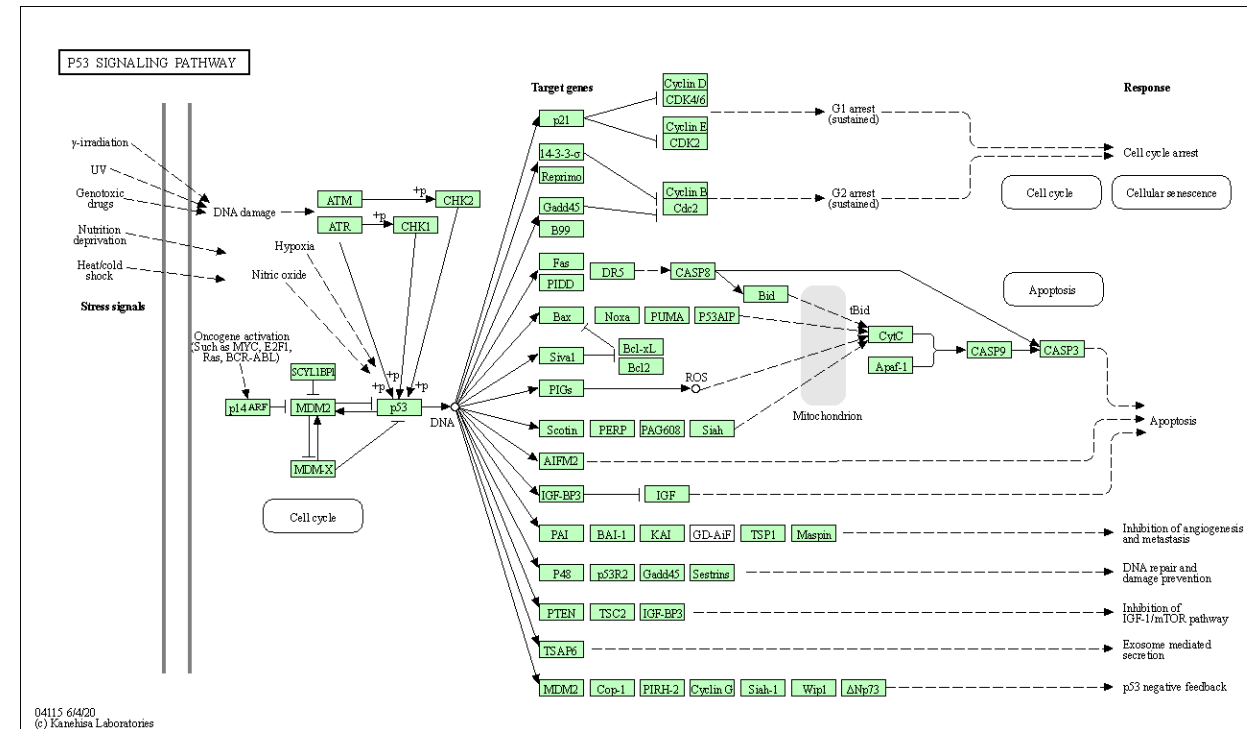 P53 SIGNALING PATHWAY
Target genes
Response
γ-irradiation
UV
Genotoxic
drugs
Nutrition
deprivation
Heat/cold
shock
Stress signals
DNA damage
ATM
+p
CHK2
ATR
+p
CHK1
Hypoxia
Nitric oxide
Oncogene activation
(Such as MYC, E2F1,
Ras, BCR-ABL)
SCYL1BP1
+p
+p
+p
p14 ARF
MDM2
p53
DNA
MDM-X
Cell cycle
p21
Cyclin D
CDK4/6
Cyclin E
CDK2
G1 arrest
(sustained)
14-3-3-σ
Reprimo
Cyclin B
Cdc2
G2 arrest
(sustained)
Cell cycle arrest
Cell cycle
Cellular senescence
Gadd45
B99
Fas
PIDD
DR5
CASP8
Bid
tBid
Apoptosis
Bax
Noxa
PUMA
P53AIP
CytC
Siva1
Bcl-xL
Bcl2
Apaf-1
CASP9
CASP3
PIGs
ROS
Mitochondrion
Scotin
PERP
PAG608
Siah
Apoptosis
AIFM2
IGF-BP3
IGF
PAI
BAI-1
KAI
GD-AiF
TSP1
Maspin
Inhibition of angiogenesis
and metastasis
P48
p53R2
Gadd45
Sestrins
DNA repair and
damage prevention
PTEN
TSC2
IGF-BP3
Inhibition of
IGF-1/mTOR pathway
TSAP6
Exosome mediated
secretion
MDM2
Cop-1
PIRH-2
Cyclin G
Siah-1
Wip1
ΔNp73
p53 negative feedback
04115 6/4/20
(c) Kanehisa Laboratories